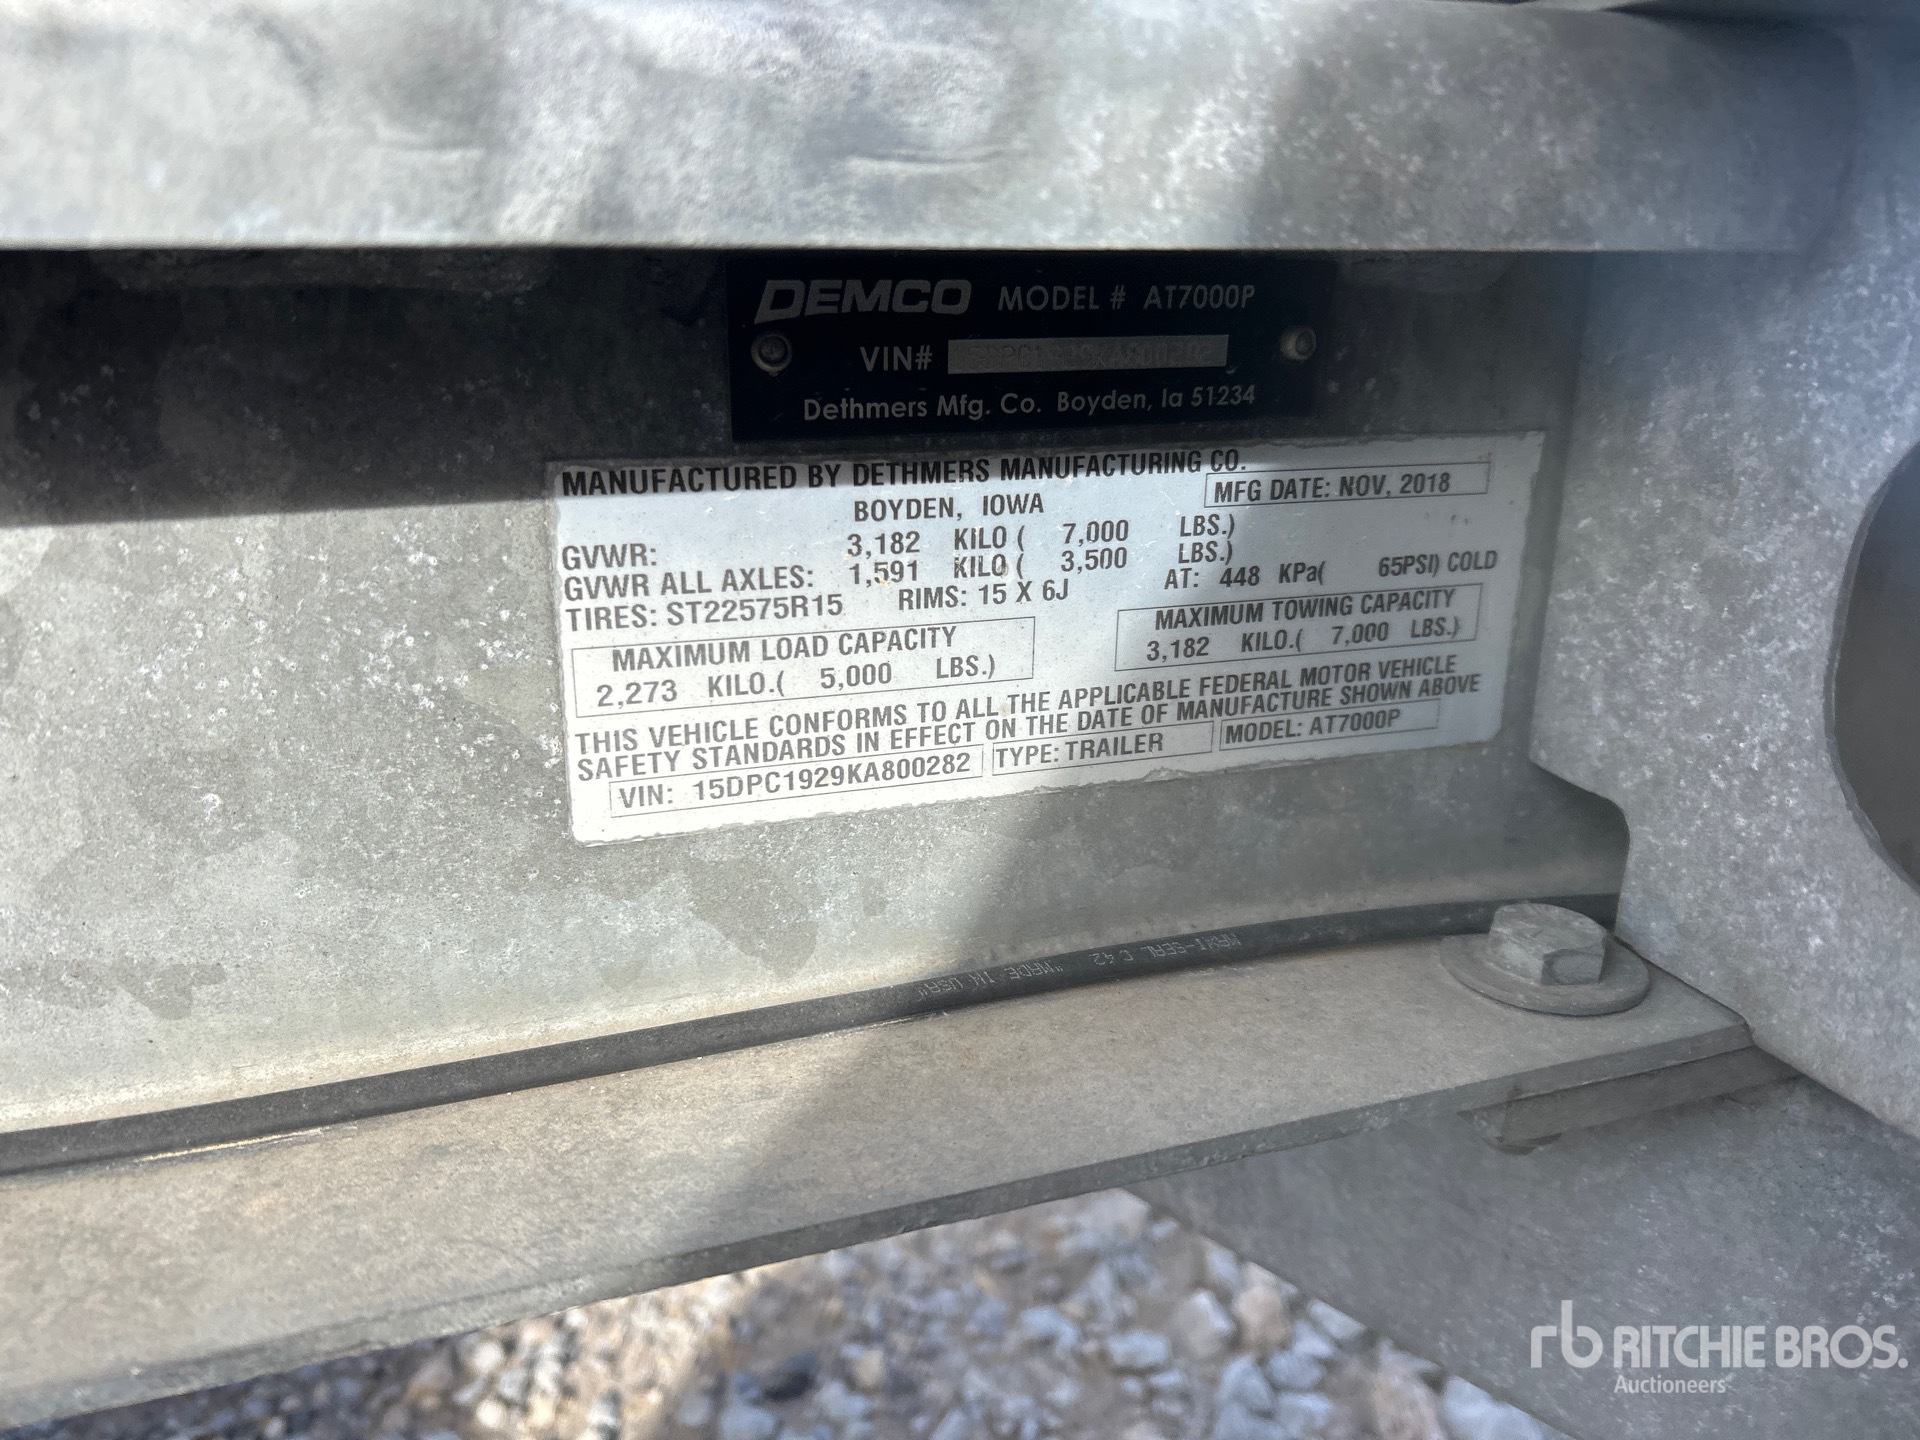 DEMCO MODEL # AT7000P
VIN#
Dethmers Mfg. Co. Boyden, Ia 51234
MANUFACTURED BY DETHMERS MANUFACTURING CO.
BOYDEN, IOWA MFG DATE: NOV, 2018
GVWR: 3,182 KILO ( 7,000 LBS.)
GVWR ALL AXLES: 1,591 KILO ( 3,500 LBS.)
TIRES: ST22575R15 RIMS: 15 X 6J AT: 448 KPa( 65PSI) COLD
MAXIMUM LOAD CAPACITY
2,273 KILO.( 5,000 LBS.)
MAXIMUM TOWING CAPACITY
3,182 KILO.( 7,000 LBS.)
THIS VEHICLE CONFORMS TO ALL THE APPLICABLE FEDERAL MOTOR VEHICLE
SAFETY STANDARDS IN EFFECT ON THE DATE OF MANUFACTURE SHOWN ABOVE
VIN: 15DPC1929KA800282 TYPE: TRAILER MODEL: AT7000P
MAXI-SEAL C 42 "MADE IN USA"
rb RITCHIE BROS.
Auctioneers